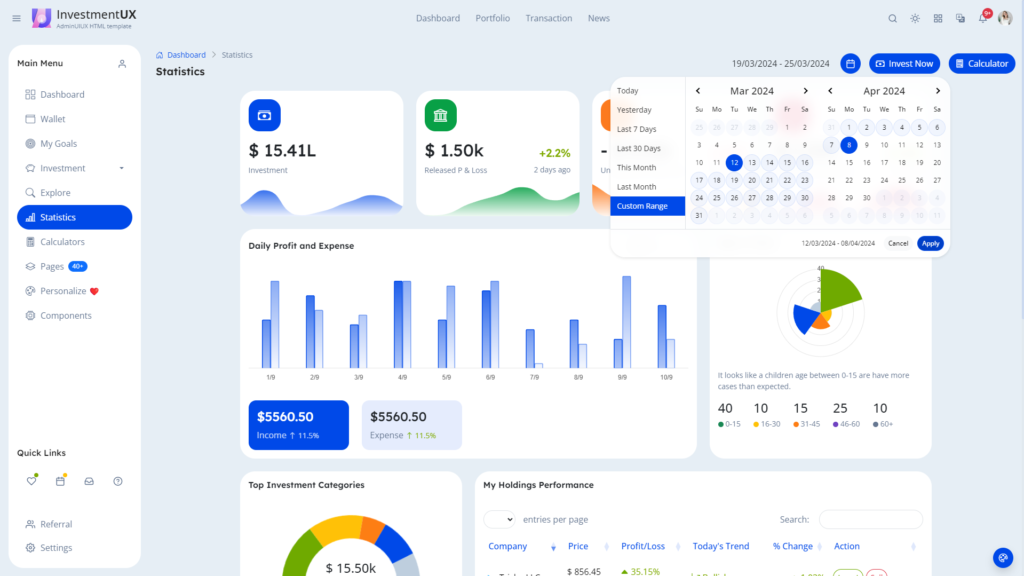 InvestmentUX
AdminUIUX HTML template
Dashboard Portfolio Transaction News
9+
Main Menu
Dashboard
Wallet
My Goals
Investment
Explore
Statistics
Calculators
Pages 40+
Personalize
Components
Quick Links
Referral
Settings
Dashboard > Statistics
Statistics
19/03/2024 - 25/03/2024
Invest Now
Calculator
$ 15.41L
Investment
$ 1.50k
Released P & Loss
+2.2%
2 days ago
Today
Yesterday
Last 7 Days
Last 30 Days
This Month
Last Month
Custom Range
Mar 2024
Su Mo Tu We Th Fr Sa
25 26 27 28 29 1 2
3 4 5 6 7 8 9
10 11 12 13 14 15 16
17 18 19 20 21 22 23
24 25 26 27 28 29 30
31 1 2 3 4 5 6
Apr 2024
Su Mo Tu We Th Fr Sa
31 1 2 3 4 5 6
7 8 9 10 11 12 13
14 15 16 17 18 19 20
21 22 23 24 25 26 27
28 29 30 1 2 3 4
5 6 7 8 9 10 11
12/03/2024 - 08/04/2024
Cancel
Apply
Daily Profit and Expense
1/9 2/9 3/9 4/9 5/9 6/9 7/9 8/9 9/9 10/9
$5560.50
Income ↑ 11.5%
$5560.50
Expense ↑ 11.5%
40
It looks like a children age between 0-15 are have more
cases than expected.
40 10 15 25 10
0-15 16-30 31-45 46-60 60+
Top Investment Categories
$ 15.50k
My Holdings Performance
entries per page
Search:
Company Price Profit/Loss Today's Trend % Change Action
$ 856.45
35.15%